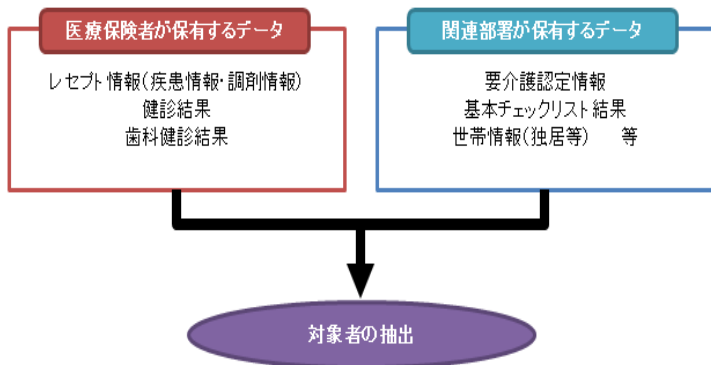 医療保険者が保有するデータ
レセプト情報(疾患情報・調剤情報)
健診結果
歯科健診結果
関連部署が保有するデータ
要介護認定情報
基本チェックリスト結果
世帯情報(独居等)　等
対象者の抽出